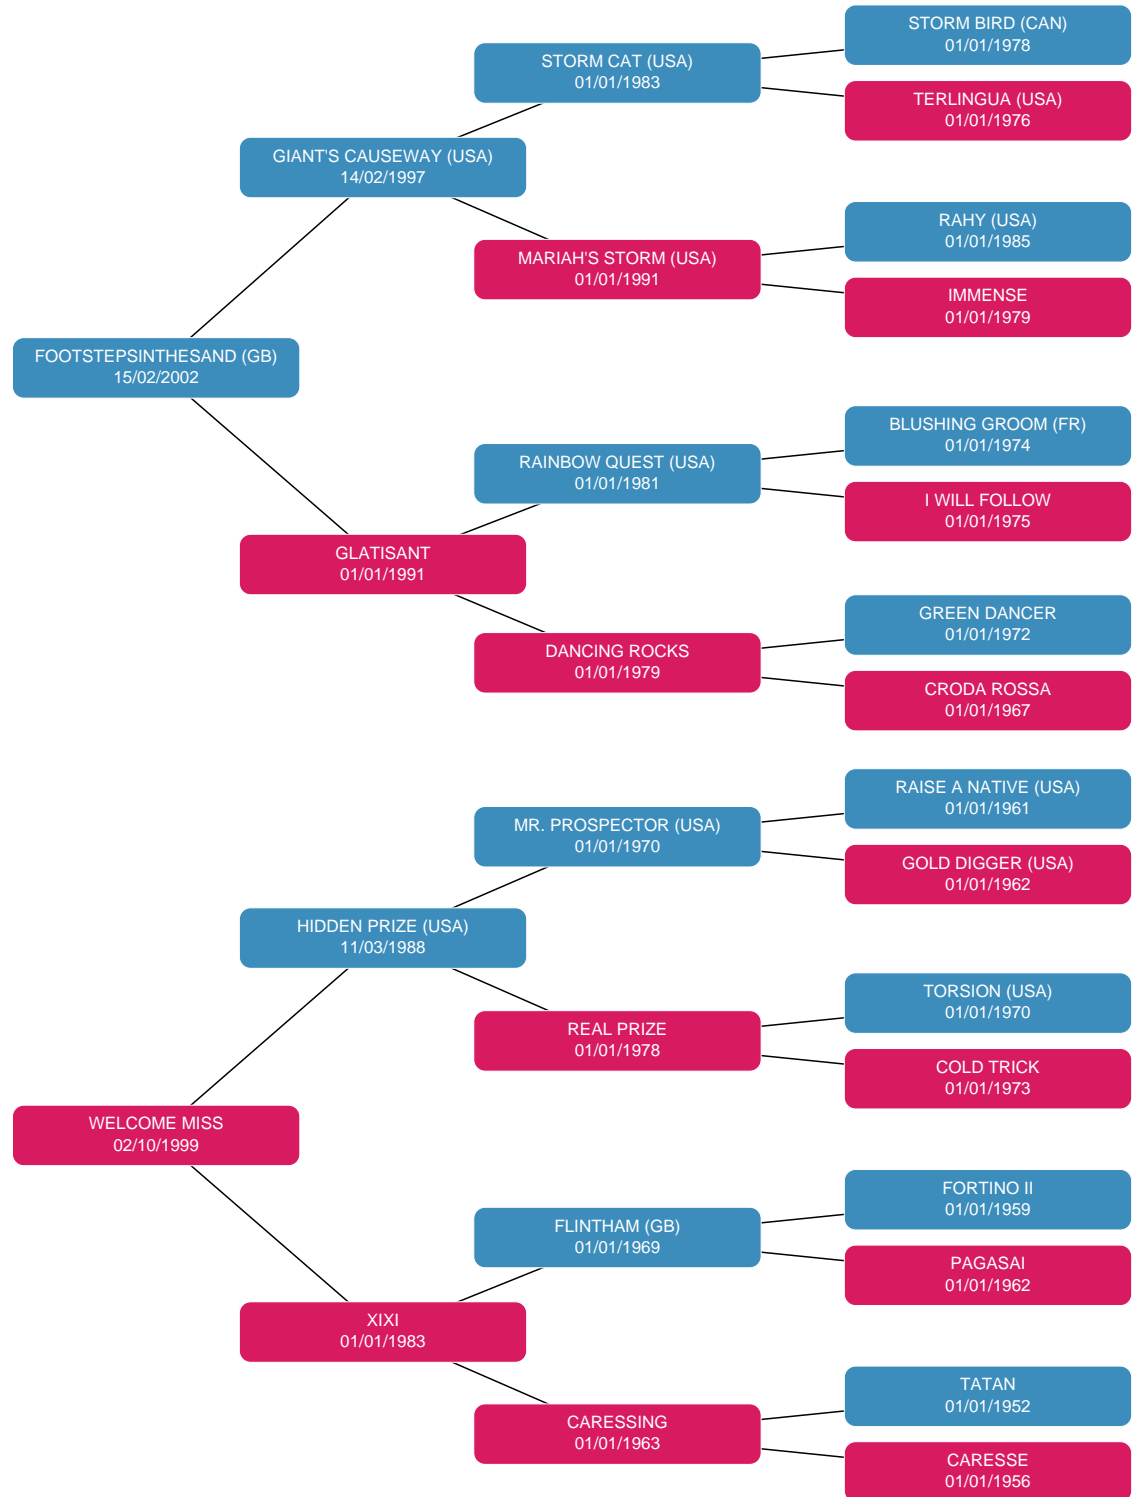 STORM BIRD (CAN)
01/01/1978
STORM CAT (USA)
01/01/1983
TERLINGUA (USA)
01/01/1976
GIANT'S CAUSEWAY (USA)
14/02/1997
RAHY (USA)
01/01/1985
MARIAH'S STORM (USA)
01/01/1991
IMMENSE
01/01/1979
FOOTSTEPSINTHESAND (GB)
15/02/2002
BLUSHING GROOM (FR)
01/01/1974
RAINBOW QUEST (USA)
01/01/1981
I WILL FOLLOW
01/01/1975
GLATISANT
01/01/1991
GREEN DANCER
01/01/1972
DANCING ROCKS
01/01/1979
CRODA ROSSA
01/01/1967
RAISE A NATIVE (USA)
01/01/1961
MR. PROSPECTOR (USA)
01/01/1970
GOLD DIGGER (USA)
01/01/1962
HIDDEN PRIZE (USA)
11/03/1988
TORSION (USA)
01/01/1970
REAL PRIZE
01/01/1978
COLD TRICK
01/01/1973
WELCOME MISS
02/10/1999
FORTINO II
01/01/1959
FLINTHAM (GB)
01/01/1969
PAGASAI
01/01/1962
XIXI
01/01/1983
TATAN
01/01/1952
CARESSING
01/01/1963
CARESSE
01/01/1956